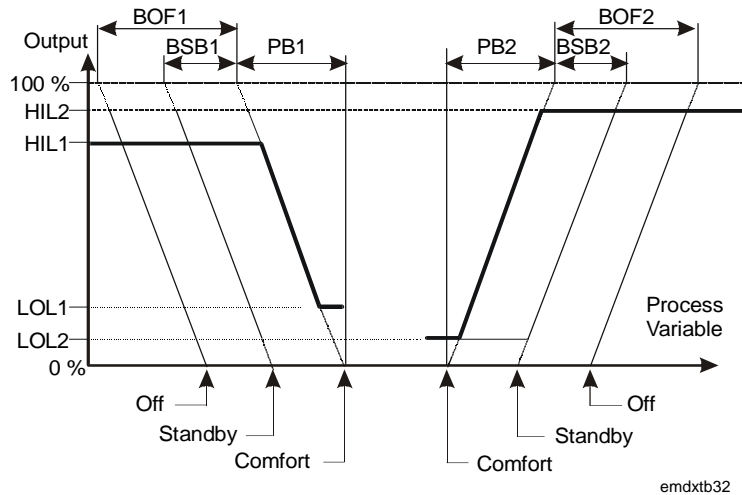 BOF1 BOF2
Output BSB1 PB1 PB2 BSB2
100 %
HIL2
HIL1
LOL1
Process
Variable
LOL2
0 %
Off Off
Standby Standby
Comfort Comfort
emdxtb32